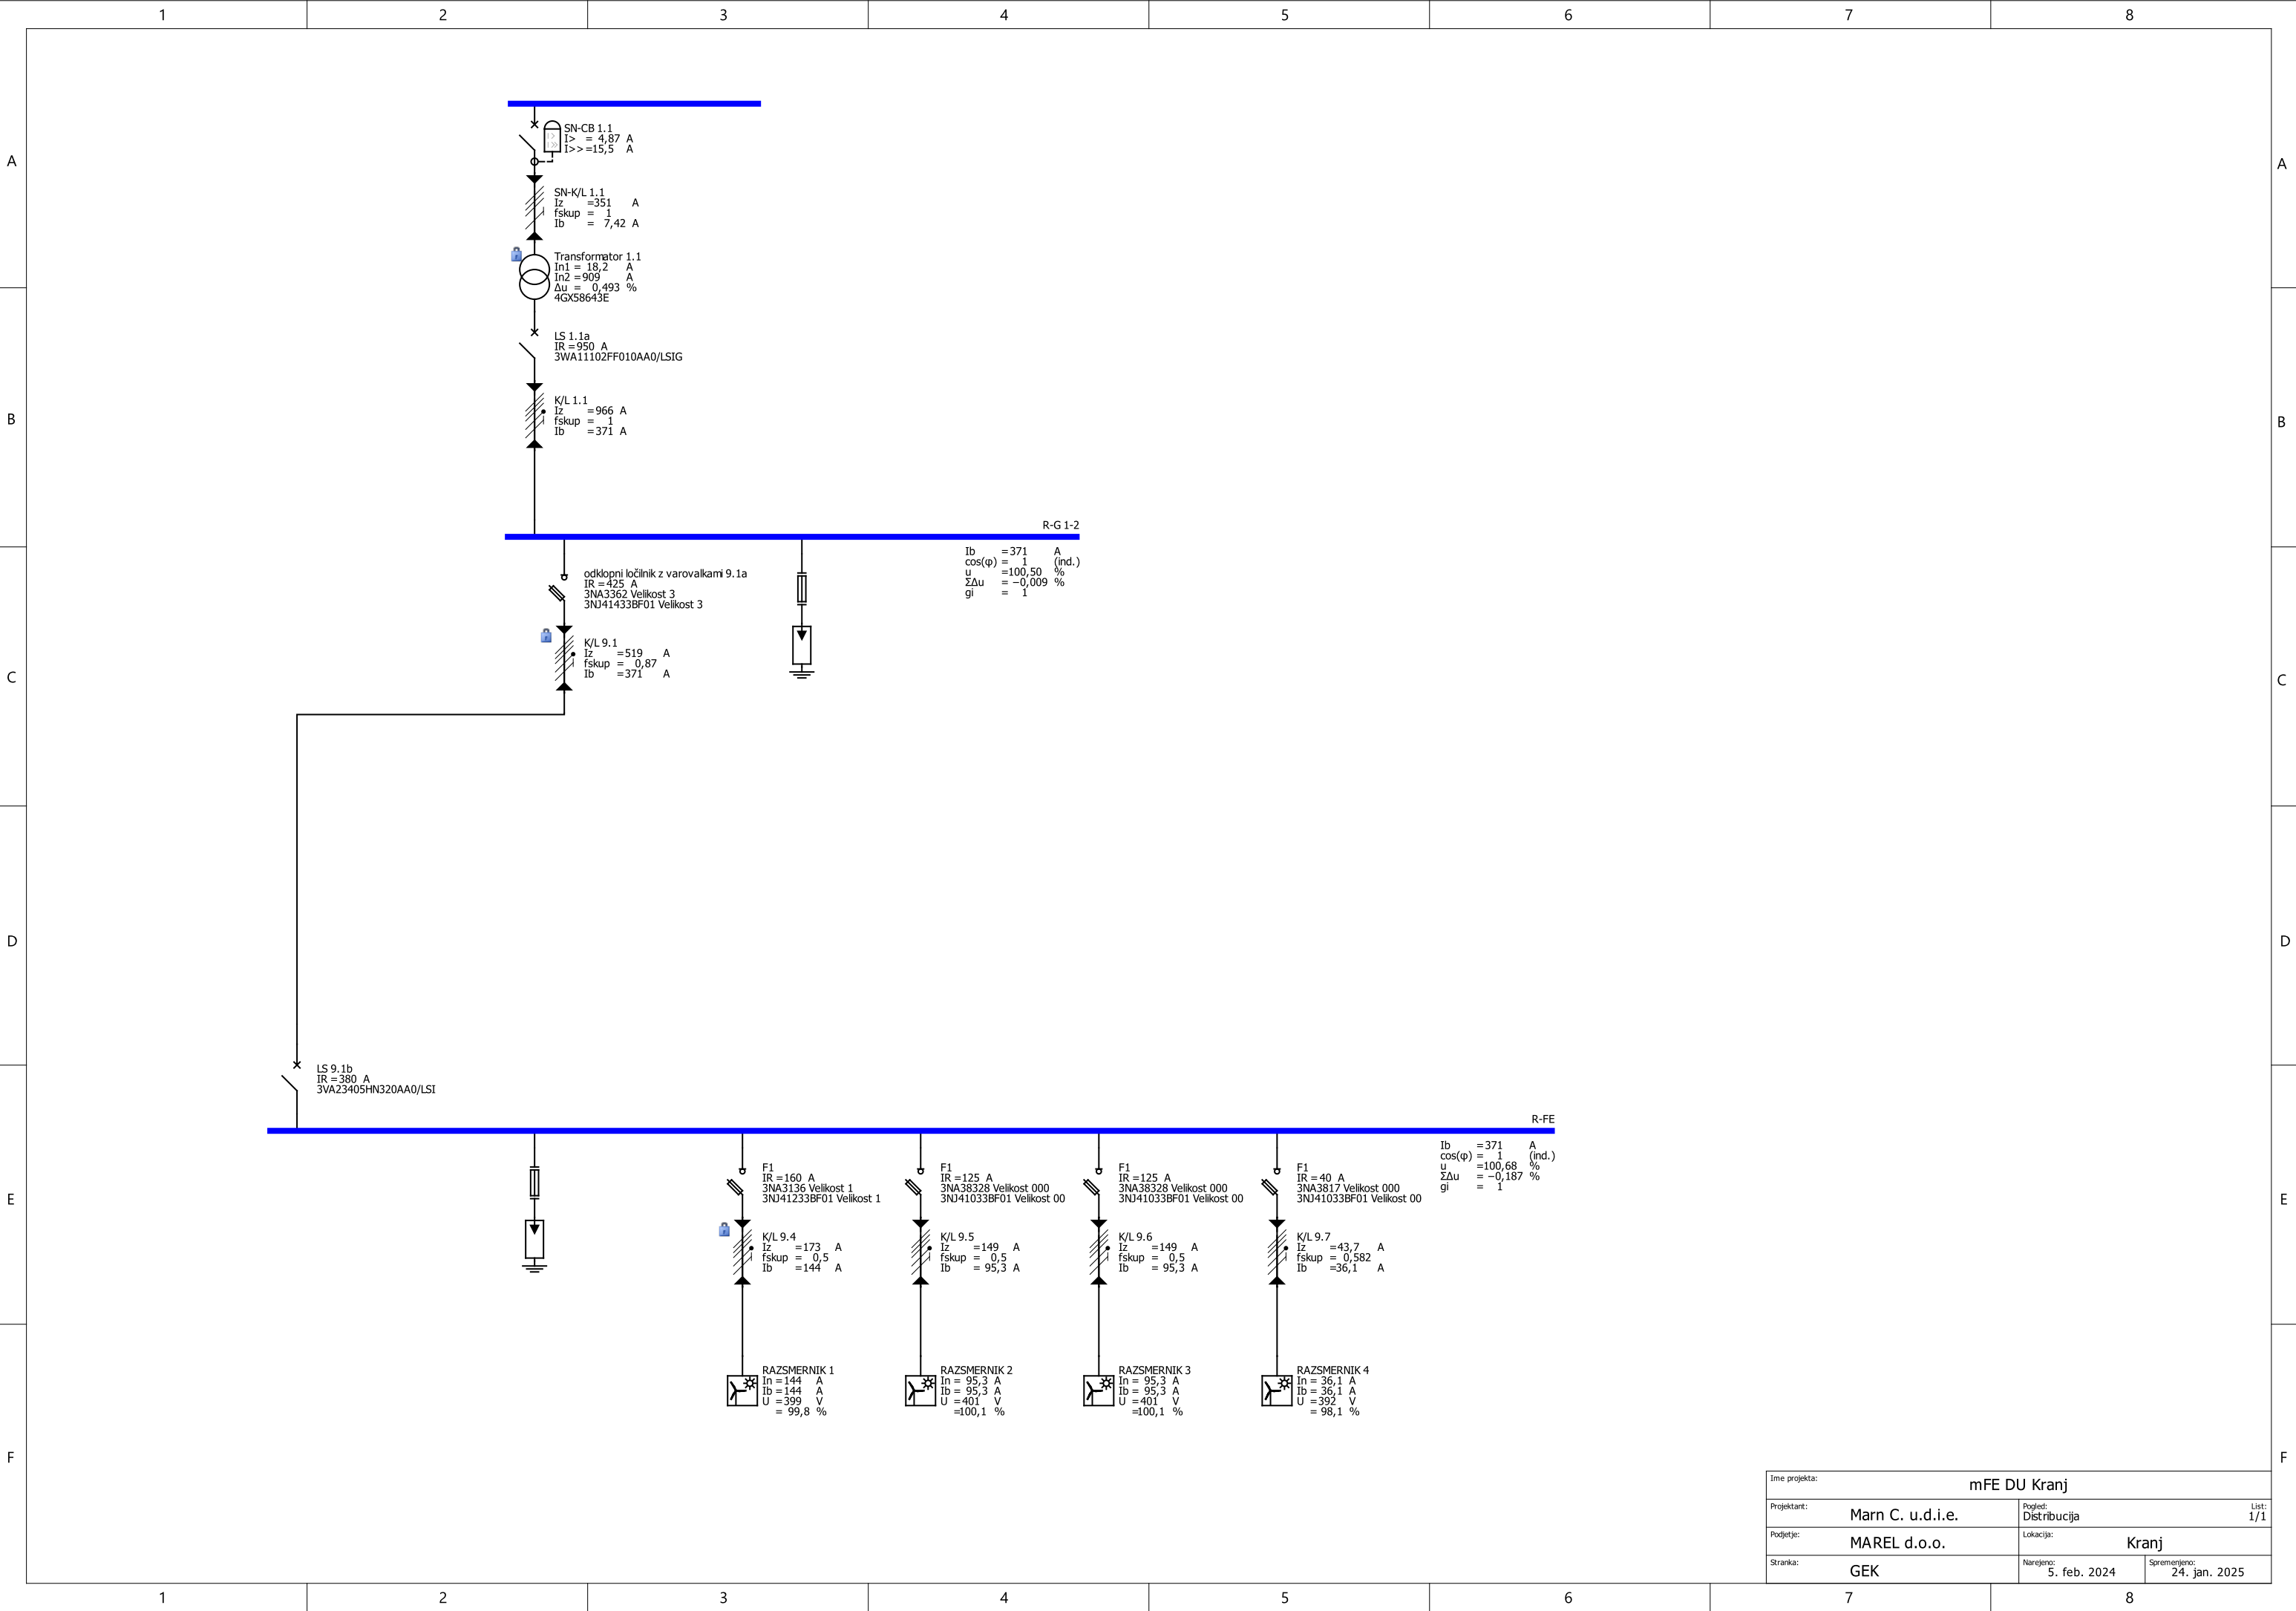 1 2 3 4 5 6 7 8
A A
SN-CB 1.1
I> = 4,87 A
I>> =15,5 A
SN-K/L 1.1
Iz =351 A
fskup = 1
Ib = 7,42 A
Transformator 1.1
In1 = 18,2 A
In2 =909 A
Δu = 0,493 %
4GX58643E
LS 1.1a
IR =950 A
3WA11102FF010AA0/LSIG
B B
K/L 1.1
Iz =966 A
fskup = 1
Ib =371 A
R-G 1-2
Ib =371 A
cos(φ) = 1 (ind.)
u =100,50 %
ΣΔu = −0,009 %
gi = 1
odklopni ločilnik z varovalkami 9.1a
IR =425 A
3NA3362 Velikost 3
3NJ41433BF01 Velikost 3
C C
K/L 9.1
Iz =519 A
fskup = 0,87
Ib =371 A
D D
LS 9.1b
IR =380 A
3VA23405HN320AA0/LSI
R-FE
Ib =371 A
cos(φ) = 1 (ind.)
u =100,68 %
ΣΔu = −0,187 %
gi = 1
E E
F1
IR =160 A
3NA3136 Velikost 1
3NJ41233BF01 Velikost 1
F1
IR =125 A
3NA38328 Velikost 000
3NJ41033BF01 Velikost 00
F1
IR =125 A
3NA38328 Velikost 000
3NJ41033BF01 Velikost 00
F1
IR =40 A
3NA3817 Velikost 000
3NJ41033BF01 Velikost 00
K/L 9.4
Iz =173 A
fskup = 0,5
Ib =144 A
K/L 9.5
Iz =149 A
fskup = 0,5
Ib = 95,3 A
K/L 9.6
Iz =149 A
fskup = 0,5
Ib = 95,3 A
K/L 9.7
Iz =43,7 A
fskup = 0,582
Ib =36,1 A
RAZSMERNIK 1
In =144 A
Ib =144 A
U =399 V
= 99,8 %
RAZSMERNIK 2
In = 95,3 A
Ib = 95,3 A
U =401 V
=100,1 %
RAZSMERNIK 3
In = 95,3 A
Ib = 95,3 A
U =401 V
=100,1 %
RAZSMERNIK 4
In = 36,1 A
Ib = 36,1 A
U =392 V
= 98,1 %
F F
Ime projekta: mFE DU Kranj
Projektant: Marn C. u.d.i.e.
Pogled: Distribucija
List: 1/1
Podjetje: MAREL d.o.o.
Lokacija: Kranj
Stranka: GEK
Narejeno: 5. feb. 2024
Spremenjeno: 24. jan. 2025
1 2 3 4 5 6 7 8